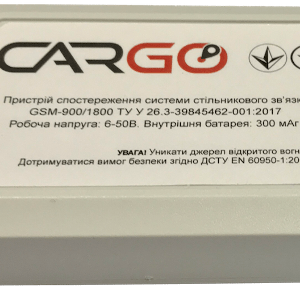 CARGO
Пристрій спостереження системи стільникового зв'язк
GSM-900/1800 ТУ У 26.3-39845462-001:2017
Робоча напруга: 6-50В. Внутрішня батарея: 300 мАг
УВАГА! Уникати джерел відкритого вогн
Дотримуватися вимог безпеки згідно ДСТУ EN 60950-1:20